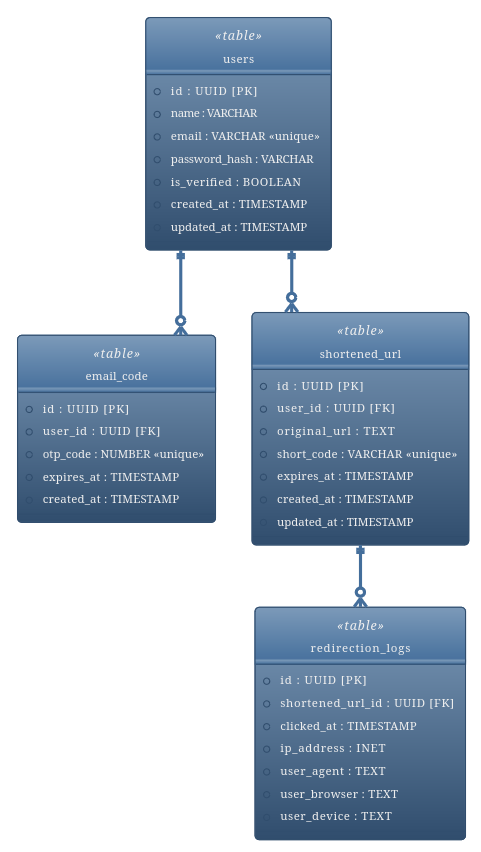 «table»
users
id : UUID [PK]
name : VARCHAR
email : VARCHAR «unique»
password_hash : VARCHAR
is_verified : BOOLEAN
created_at : TIMESTAMP
updated_at : TIMESTAMP
«table»
email_code
id : UUID [PK]
user_id : UUID [FK]
otp_code : NUMBER «unique»
expires_at : TIMESTAMP
created_at : TIMESTAMP
«table»
shortened_url
id : UUID [PK]
user_id : UUID [FK]
original_url : TEXT
short_code : VARCHAR «unique»
expires_at : TIMESTAMP
created_at : TIMESTAMP
updated_at : TIMESTAMP
«table»
redirection_logs
id : UUID [PK]
shortened_url_id : UUID [FK]
clicked_at : TIMESTAMP
ip_address : INET
user_agent : TEXT
user_browser : TEXT
user_device : TEXT